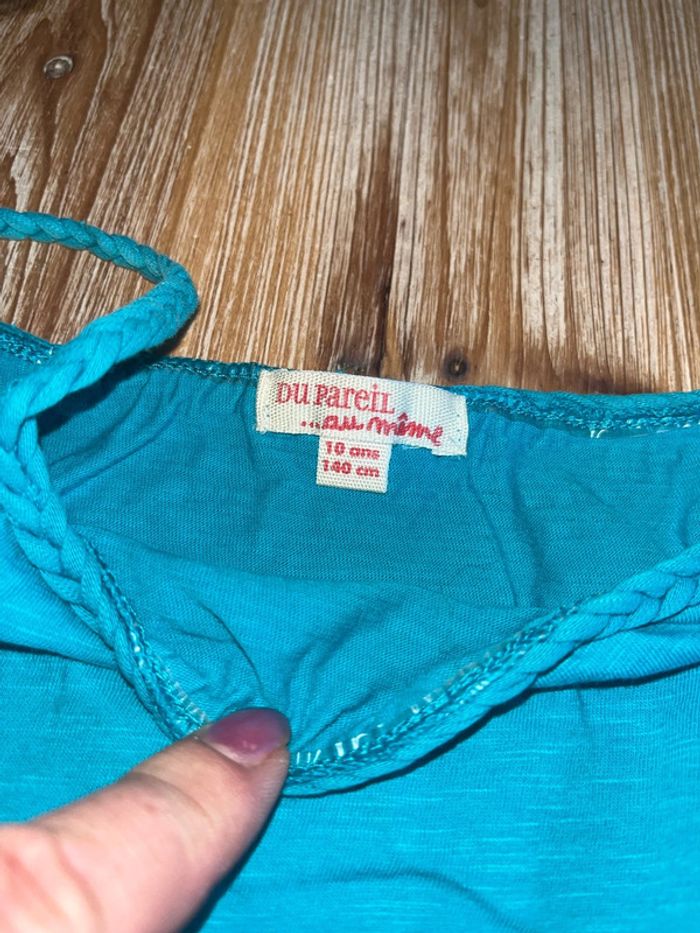 DU PAREIL
...au même
10 ans
140 cm